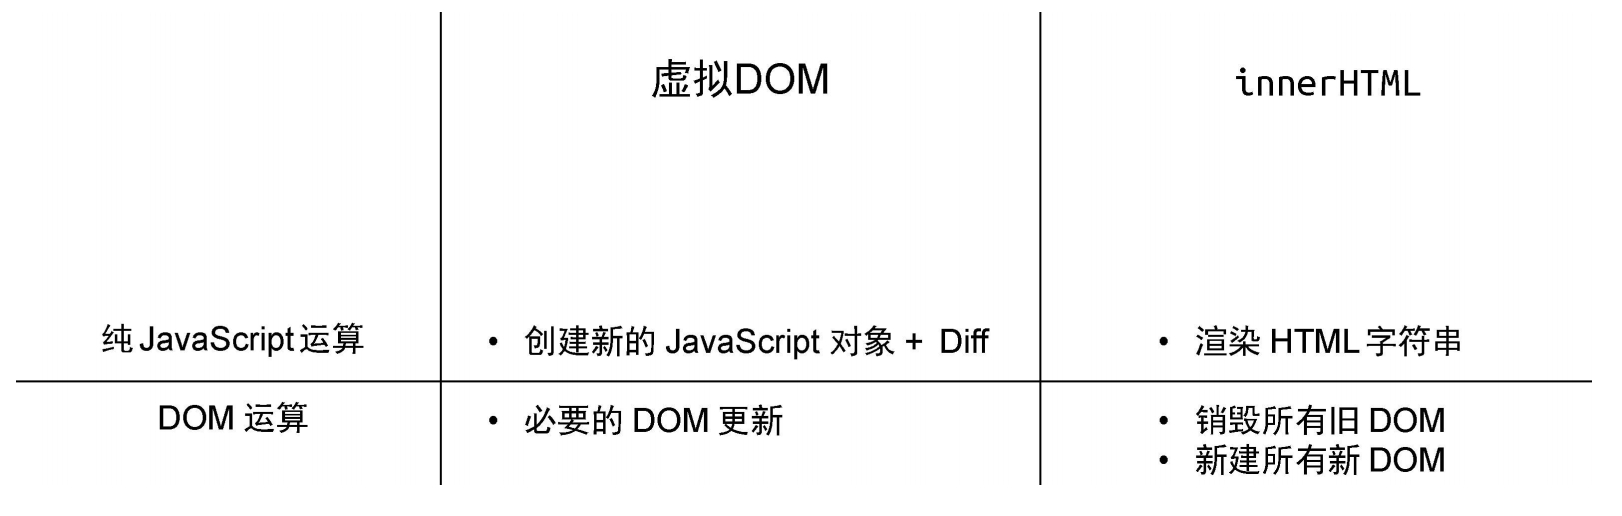 虚拟DOM
innerHTML
纯 JavaScript 运算
• 创建新的 JavaScript 对象 + Diff
• 渲染 HTML 字符串
DOM 运算
• 必要的 DOM 更新
• 销毁所有旧 DOM
• 新建所有新 DOM